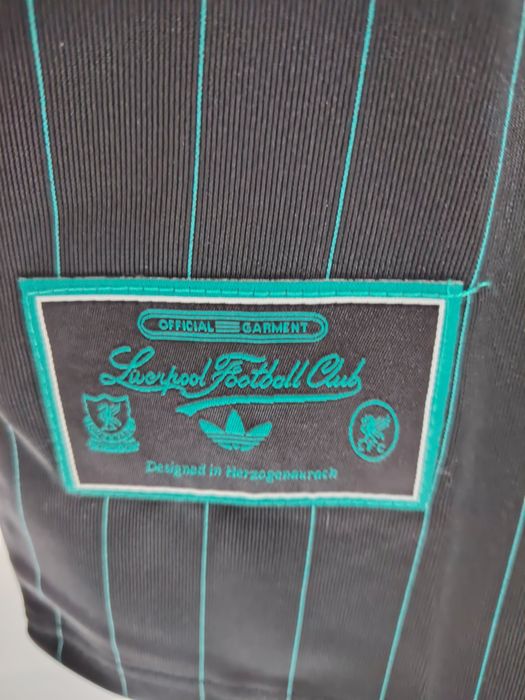 OFFICIAL GARMENT
Liverpool Football Club
L.F.C.
Designed in Herzogenaurach